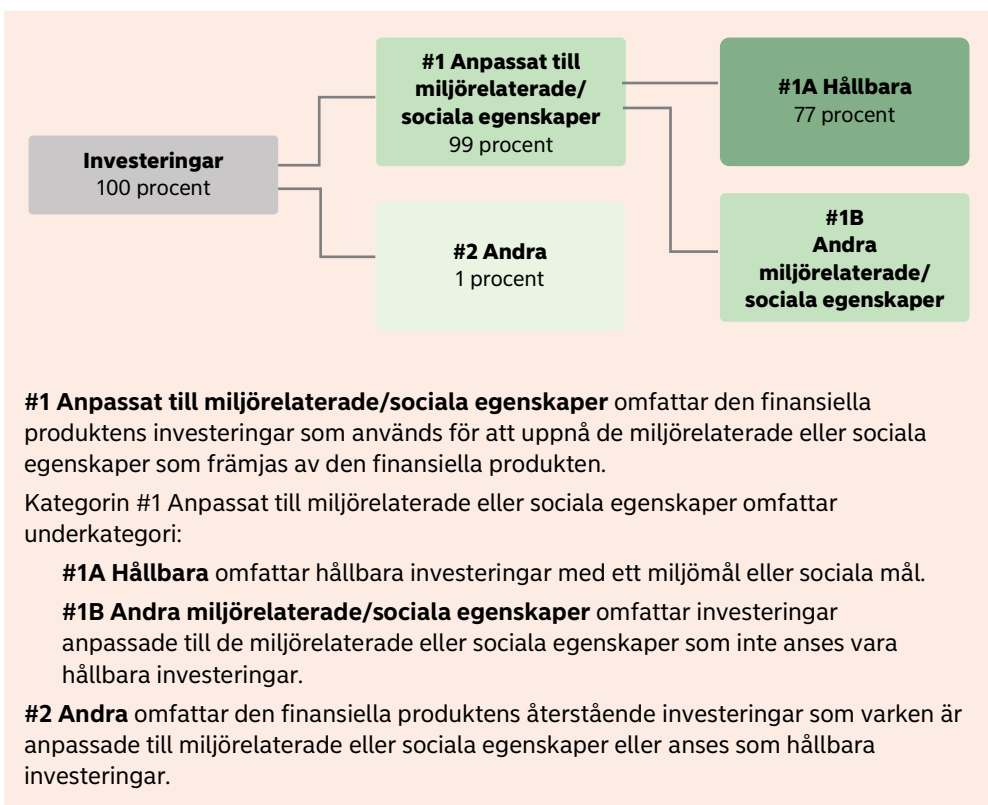 Investeringar
100 procent
#1 Anpassat till
miljörelaterade/
sociala egenskaper
99 procent
#2 Andra
1 procent
#1A Hållbara
77 procent
#1B
Andra
miljörelaterade/
sociala egenskaper
#1 Anpassat till miljörelaterade/sociala egenskaper omfattar den finansiella
produktens investeringar som används för att uppnå de miljörelaterade eller sociala
egenskaper som främjas av den finansiella produkten.
Kategorin #1 Anpassat till miljörelaterade eller sociala egenskaper omfattar
underkategori:
#1A Hållbara omfattar hållbara investeringar med ett miljömål eller sociala mål.
#1B Andra miljörelaterade/sociala egenskaper omfattar investeringar
anpassade till de miljörelaterade eller sociala egenskaper som inte anses vara
hållbara investeringar.
#2 Andra omfattar den finansiella produktens återstående investeringar som varken är
anpassade till miljörelaterade eller sociala egenskaper eller anses som hållbara
investeringar.